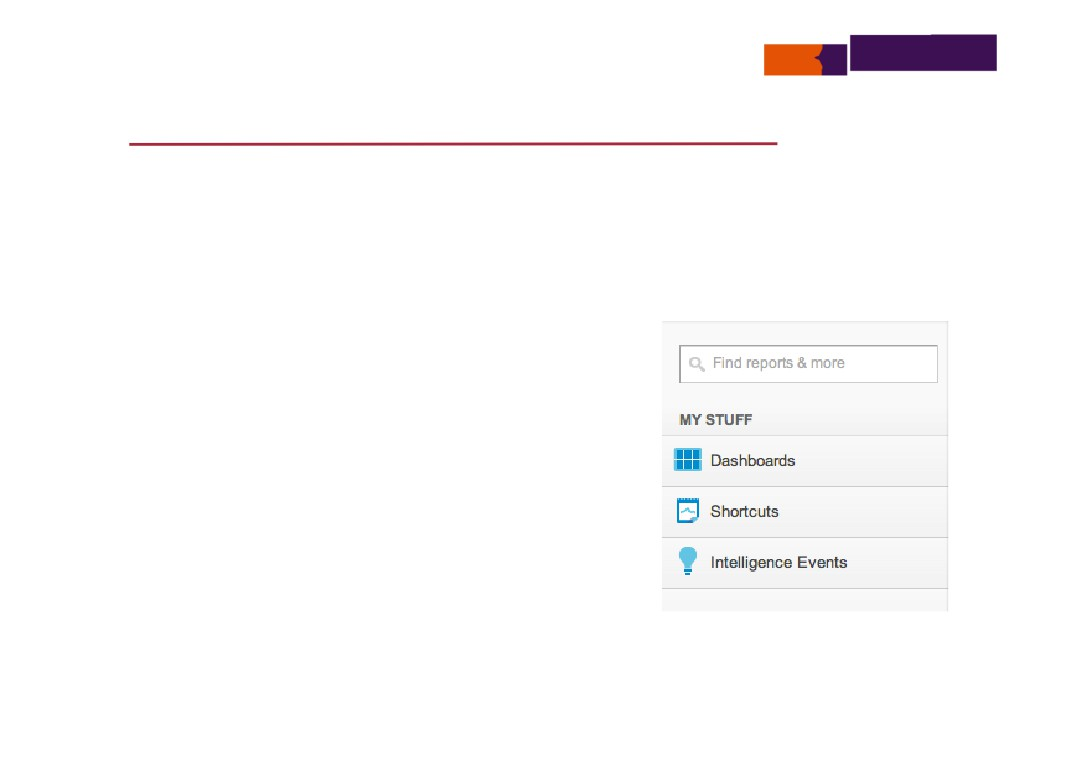 Find reports & more
MY STUFF
Dashboards
Shortcuts
Intelligence Events